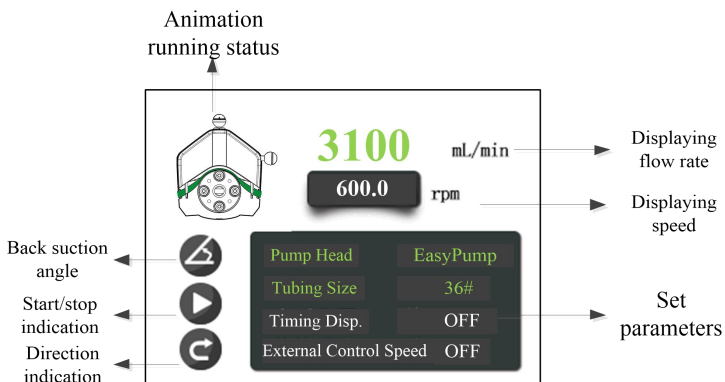 Animation
running status
3100 mL/min
600.0 rpm
Displaying
flow rate
Displaying
speed
Back suction
angle
Start/stop
indication
Direction
indication
Pump Head EasyPump
Tubing Size 36#
Timing Disp. OFF
External Control Speed OFF
Set
parameters